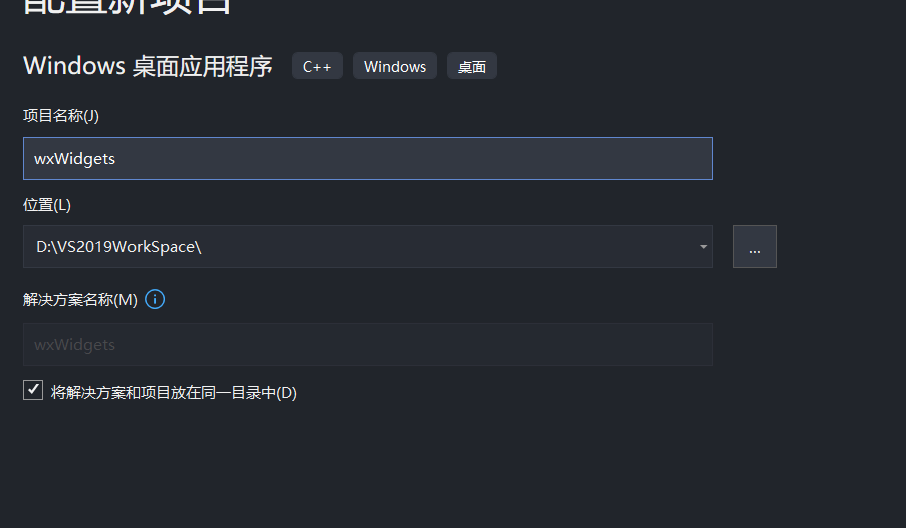 配置新项目
Windows 桌面应用程序 C++ Windows 桌面
项目名称(J)
wxWidgets
位置(L)
D:\VS2019WorkSpace\
...
解决方案名称(M)
wxWidgets
将解决方案和项目放在同一目录中(D)